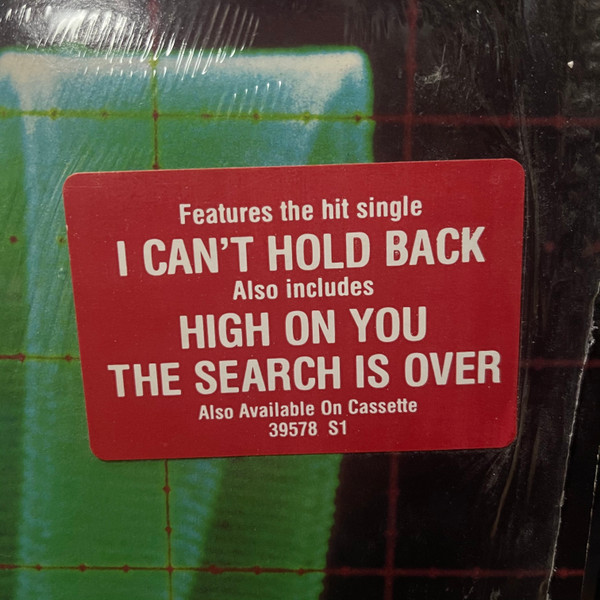 Features the hit single
I CAN'T HOLD BACK
Also includes
HIGH ON YOU
THE SEARCH IS OVER
Also Available On Cassette
39578 S1